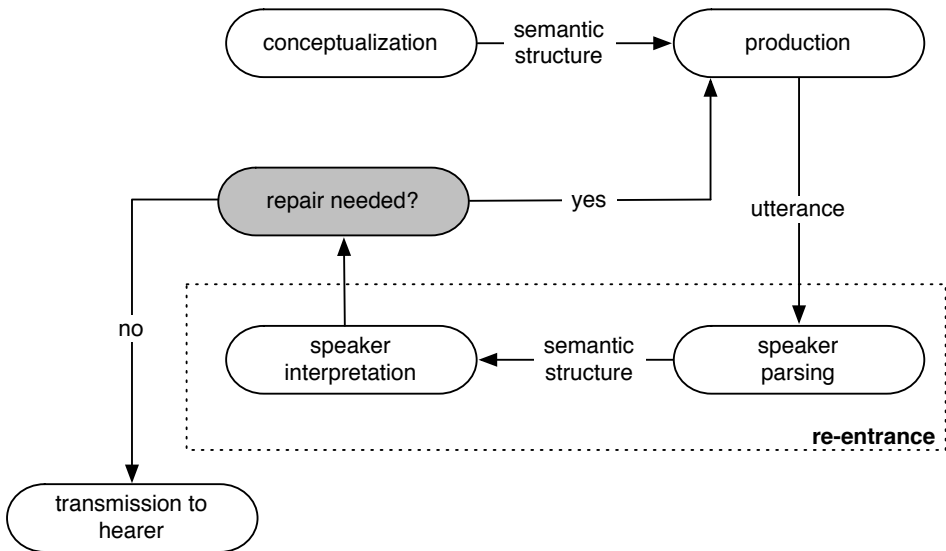 conceptualization
semantic
structure
production
repair needed?
yes
utterance
no
speaker
interpretation
semantic
structure
speaker
parsing
re-entrance
transmission to
hearer